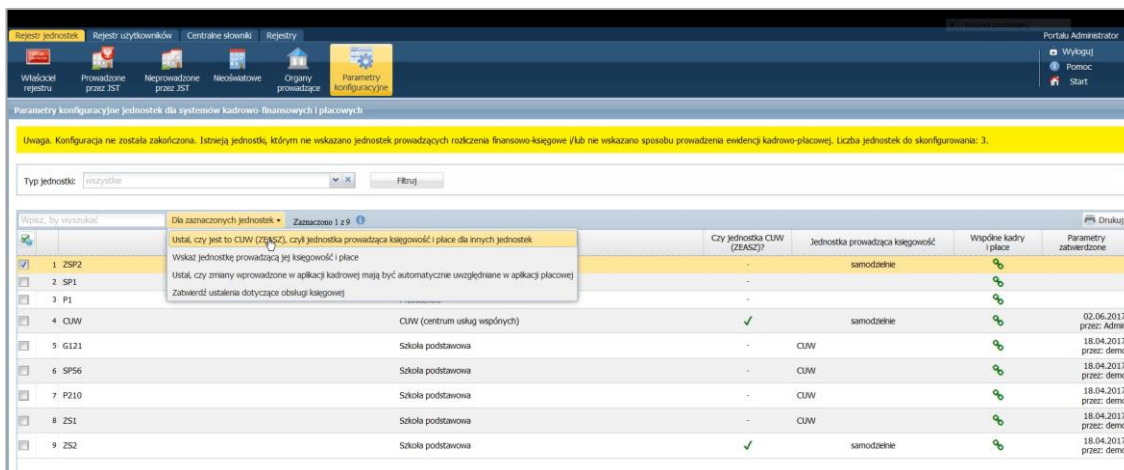 Rejestr jednostek Rejestr użytkowników Centralne słowniki Rejestry Portalu Administrator
Właściciel rejestru Prowadzone przez JST Nieprowadzone przez JST Nieoświatowe Organy prowadzące Parametry konfiguracyjne
Wyloguj
Pomoc
Start
Parametry konfiguracyjne jednostek dla systemów kadrowo-finansowych i płacowych
Uwaga. Konfiguracja nie została zakończona. Istnieją jednostki, którym nie wskazano jednostek prowadzących rozliczenia finansowo-księgowe i/lub nie wskazano sposobu prowadzenia ewidencji kadrowo-płacowej. Liczba jednostek do skonfigurowania: 3.
Typ jednostki: wszystkie Filtruj
Wpisz, by wyszukać Dla zaznaczonych jednostek Zaznaczono 1 z 9 Drukuj
Ustal, czy jest to CUW (ZEASZ), czyli jednostka prowadząca księgowość i płace dla innych jednostek
Wskaż jednostkę prowadzącą jej księgowość i płace
Ustal, czy zmiany wprowadzone w aplikacji kadrowej mają być automatycznie uwzględniane w aplikacji płacowej
Zatwierdź ustalenia dotyczące obsługi księgowej
Czy jednostka CUW (ZEASZ)? Jednostka prowadząca księgowość Wspólne kadry i płace Parametry zatwierdzone
1 ZSP2 - samodzielnie
2 SP1 -
3 P1 -
4 CUW CUW (centrum usług wspónych) samodzielnie 02.06.2017
przez: Admin
5 G121 Szkoła podstawowa - CUW 18.04.2017
przez: demo
6 SP56 Szkoła podstawowa - CUW 18.04.2017
przez: demo
7 P210 Szkoła podstawowa - CUW 18.04.2017
przez: demo
8 ZS1 Szkoła podstawowa - CUW 18.04.2017
przez: demo
9 ZS2 Szkoła podstawowa samodzielnie 18.04.2017
przez: demo